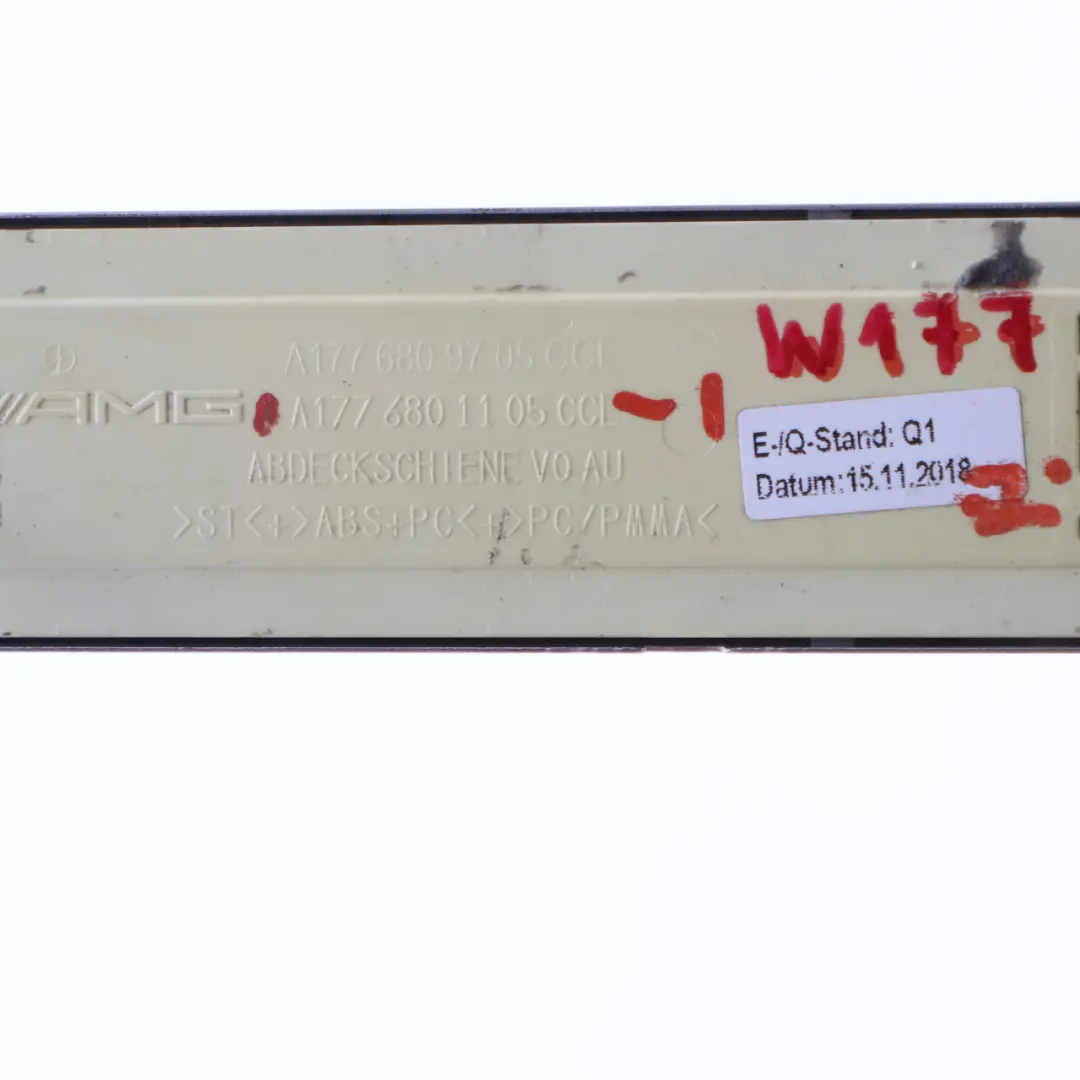 A177 680 97 05 CCL
AMG A177 680 11 05 CCL
ABDECKSCHIENE VO AU
>ST<+>ABS+PC<+>PC/PMMA<
W177
E-/Q-Stand: Q1
Datum:15.11.2018